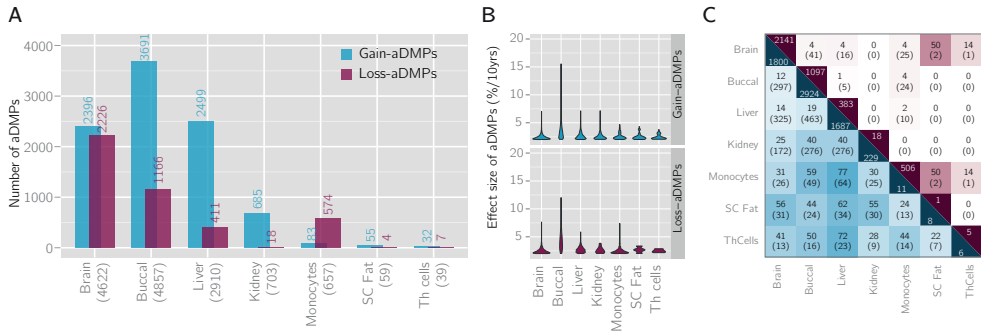 A
Number of aDMPs
4000
3000
2000
1000
0
Gain-aDMPs
Loss-aDMPs
2396
2226
3691
1166
2499
411
685
18
83
574
55
4
32
7
Brain
(4622)
Buccal
(4857)
Liver
(2910)
Kidney
(703)
Monocytes
(657)
SC Fat
(59)
Th cells
(39)
B
Effect size of aDMPs (%/10yrs)
20
15
10
5
0
Gain-aDMPs
20
15
10
5
0
Loss-aDMPs
Brain
Buccal
Liver
Kidney
Monocytes
SC Fat
Th cells
C
Brain 2141 4 4 0 4 50 14
1800 (41) (16) (0) (25) (2) (1)
Buccal 12 1097 1 0 4 0 0
(297) 2924 (5) (0) (24) (0) (0)
Liver 14 19 383 0 2 0 0
(325) (463) 1687 (0) (10) (0) (0)
Kidney 25 40 40 18 0 0 0
(172) (276) (276) 229 (0) (0) (0)
Monocytes 31 59 77 30 506 50 14
(26) (49) (64) (25) 11 (2) (1)
SC Fat 56 44 62 55 24 1 0
(31) (24) (34) (30) (13) 8 (0)
ThCells 41 50 72 28 44 22 5
(13) (16) (23) (9) (14) (7) 6
Brain
Buccal
Liver
Kidney
Monocytes
SC Fat
ThCells